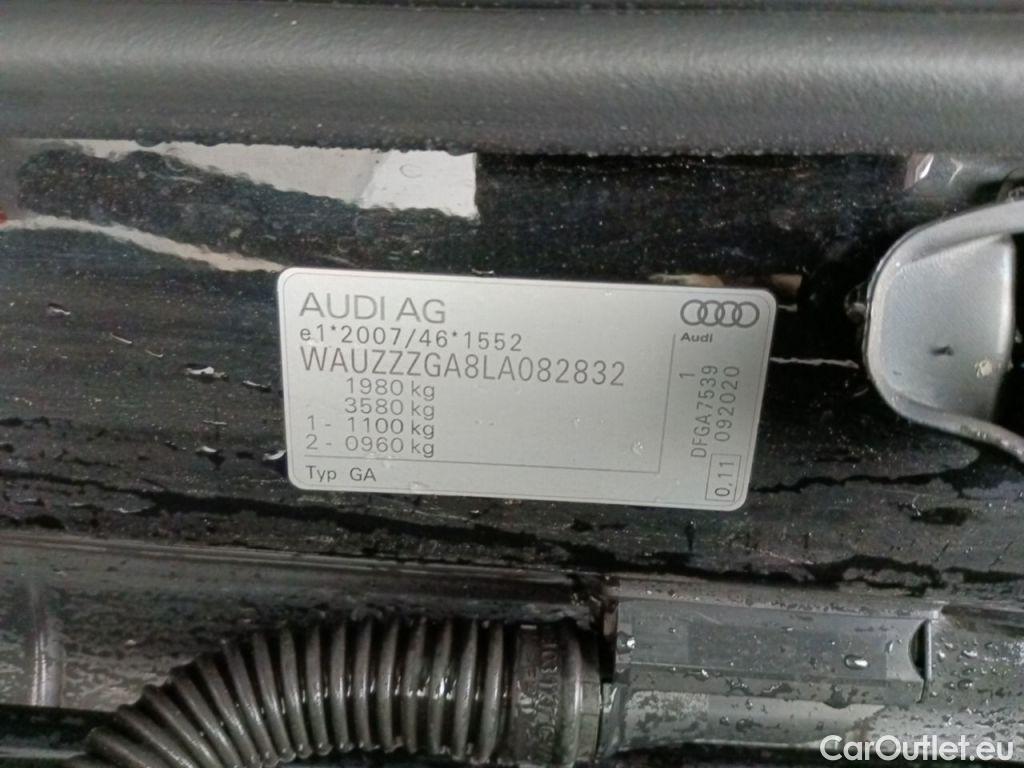 AUDI AG
e1*2007/46*1552
WAUZZZGA8LA082832
1980 kg
3580 kg
1 - 1100 kg
2 - 0960 kg
Typ GA
Audi
DFGA7539 1
0.11 092020
CarOutlet.eu